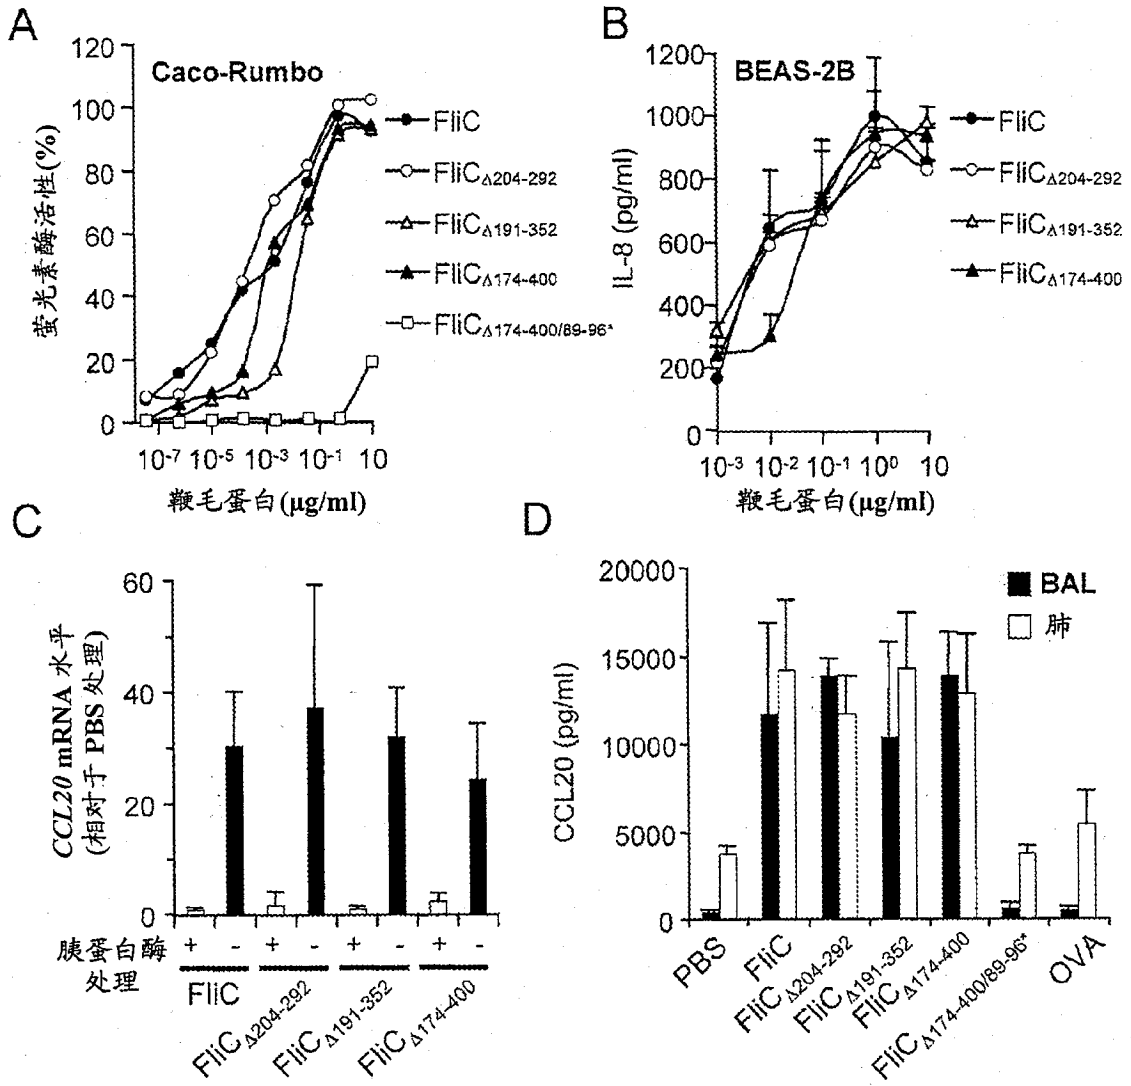 A
Caco-Rumbo
萤光素酶活性(%)
120
100
80
60
40
20
0
10-7 10-5 10-3 10-1 10
鞭毛蛋白(μg/ml)
FliC
FliCΔ204-292
FliCΔ191-352
FliCΔ174-400
FliCΔ174-400/89-96*
B
BEAS-2B
IL-8 (pg/ml)
1200
1000
800
600
400
200
0
10-3 10-2 10-1 100 10
鞭毛蛋白(μg/ml)
FliC
FliCΔ204-292
FliCΔ191-352
FliCΔ174-400
C
CCL20 mRNA 水平
(相对于 PBS 处理)
60
40
20
0
胰蛋白酶
处理
+ - + - + - + -
FliC
FliCΔ204-292
FliCΔ191-352
FliCΔ174-400
D
CCL20 (pg/ml)
20000
15000
10000
5000
0
BAL
肺
PBS
FliC
FliCΔ204-292
FliCΔ191-352
FliCΔ174-400
FliCΔ174-400/89-96*
OVA